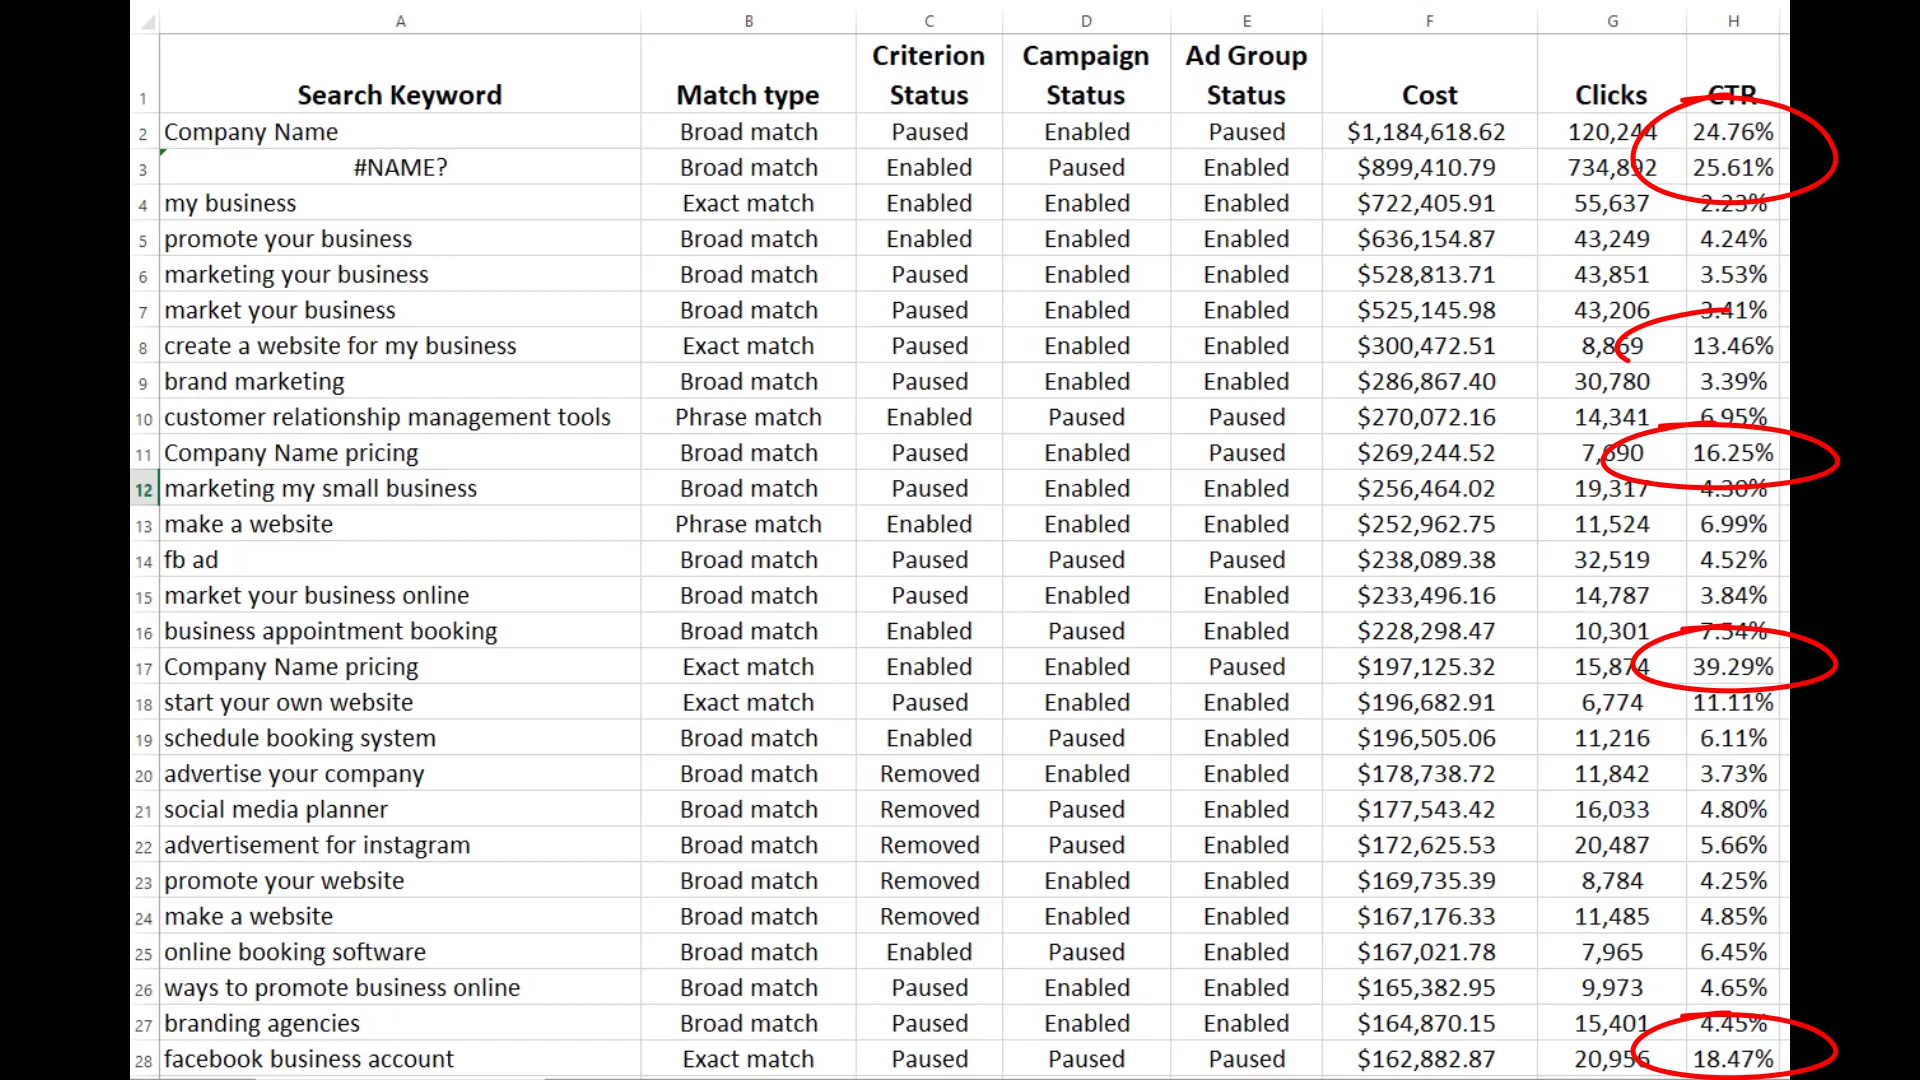 A B C D E F G H
1 Search Keyword Match type Criterion Status Campaign Status Ad Group Status Cost Clicks CTR
2 Company Name Broad match Paused Enabled Paused $1,184,618.62 120,244 24.76%
3 #NAME? Broad match Enabled Paused Enabled $899,410.79 734,892 25.61%
4 my business Exact match Enabled Enabled Enabled $722,405.91 55,637 2.23%
5 promote your business Broad match Enabled Enabled Enabled $636,154.87 43,249 4.24%
6 marketing your business Broad match Paused Enabled Enabled $528,813.71 43,851 3.53%
7 market your business Broad match Paused Enabled Enabled $525,145.98 43,206 3.41%
8 create a website for my business Exact match Paused Enabled Enabled $300,472.51 8,869 13.46%
9 brand marketing Broad match Paused Enabled Enabled $286,867.40 30,780 3.39%
10 customer relationship management tools Phrase match Enabled Paused Paused $270,072.16 14,341 6.95%
11 Company Name pricing Broad match Paused Enabled Paused $269,244.52 7,690 16.25%
12 marketing my small business Broad match Paused Enabled Enabled $256,464.02 19,317 4.30%
13 make a website Phrase match Enabled Enabled Enabled $252,962.75 11,524 6.99%
14 fb ad Broad match Paused Paused Paused $238,089.38 32,519 4.52%
15 market your business online Broad match Paused Enabled Enabled $233,496.16 14,787 3.84%
16 business appointment booking Broad match Enabled Paused Enabled $228,298.47 10,301 7.54%
17 Company Name pricing Exact match Enabled Enabled Paused $197,125.32 15,874 39.29%
18 start your own website Exact match Paused Enabled Enabled $196,682.91 6,774 11.11%
19 schedule booking system Broad match Enabled Paused Enabled $196,505.06 11,216 6.11%
20 advertise your company Broad match Removed Enabled Enabled $178,738.72 11,842 3.73%
21 social media planner Broad match Removed Paused Enabled $177,543.42 16,033 4.80%
22 advertisement for instagram Broad match Removed Paused Enabled $172,625.53 20,487 5.66%
23 promote your website Broad match Removed Enabled Enabled $169,735.39 8,784 4.25%
24 make a website Broad match Removed Enabled Enabled $167,176.33 11,485 4.85%
25 online booking software Broad match Enabled Paused Enabled $167,021.78 7,965 6.45%
26 ways to promote business online Broad match Paused Enabled Enabled $165,382.95 9,973 4.65%
27 branding agencies Broad match Paused Enabled Enabled $164,870.15 15,401 4.45%
28 facebook business account Exact match Paused Paused Paused $162,882.87 20,956 18.47%